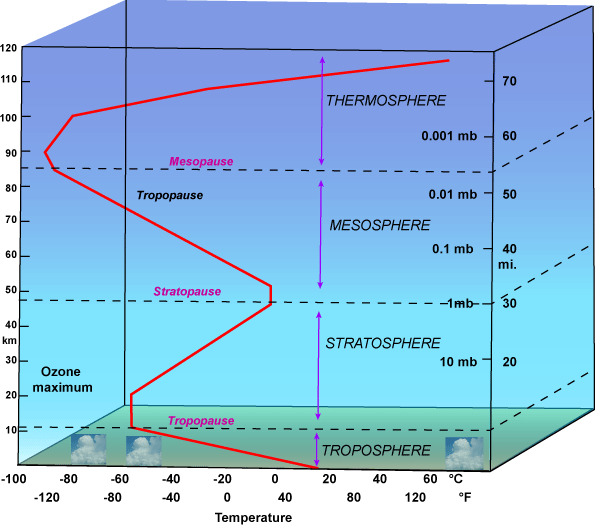 120
110
100
90
80
70
60
50
40
km
30
20
10
70
60
50
40
mi.
30
20
THERMOSPHERE
0.001 mb
Mesopause
Tropopause
0.01 mb
MESOSPHERE
0.1 mb
Stratopause
1mb
STRATOSPHERE
10 mb
Ozone
maximum
Tropopause
TROPOSPHERE
-100 -80 -60 -40 -20 0 20 40 60 °C
-120 -80 -40 0 40 80 120 °F
Temperature